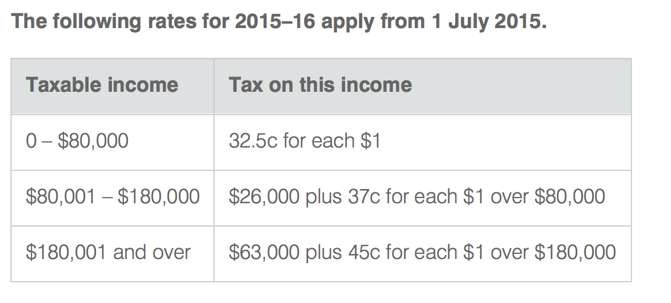 The following rates for 2015–16 apply from 1 July 2015.
Taxable income
Tax on this income
0 – $80,000
32.5c for each $1
$80,001 – $180,000
$26,000 plus 37c for each $1 over $80,000
$180,001 and over
$63,000 plus 45c for each $1 over $180,000